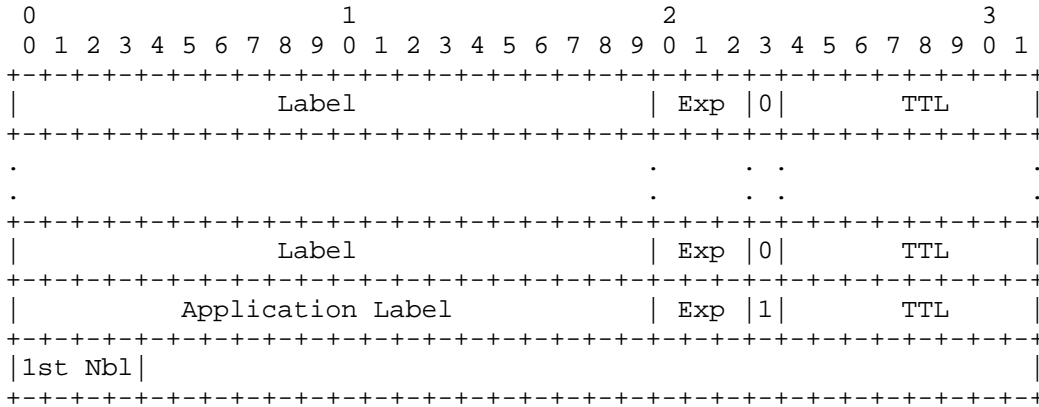 0                   1                   2                   3
 0 1 2 3 4 5 6 7 8 9 0 1 2 3 4 5 6 7 8 9 0 1 2 3 4 5 6 7 8 9 0 1
+-+-+-+-+-+-+-+-+-+-+-+-+-+-+-+-+-+-+-+-+-+-+-+-+-+-+-+-+-+-+-+-+
|                Label                  | Exp |0|       TTL     |
+-+-+-+-+-+-+-+-+-+-+-+-+-+-+-+-+-+-+-+-+-+-+-+-+-+-+-+-+-+-+-+-+
.                                       .     . .               .
.                                       .     . .               .
+-+-+-+-+-+-+-+-+-+-+-+-+-+-+-+-+-+-+-+-+-+-+-+-+-+-+-+-+-+-+-+-+
|                Label                  | Exp |0|       TTL     |
+-+-+-+-+-+-+-+-+-+-+-+-+-+-+-+-+-+-+-+-+-+-+-+-+-+-+-+-+-+-+-+-+
|          Application Label            | Exp |1|       TTL     |
+-+-+-+-+-+-+-+-+-+-+-+-+-+-+-+-+-+-+-+-+-+-+-+-+-+-+-+-+-+-+-+-+
|1st Nbl|                                                       |
+-+-+-+-+-+-+-+-+-+-+-+-+-+-+-+-+-+-+-+-+-+-+-+-+-+-+-+-+-+-+-+-+